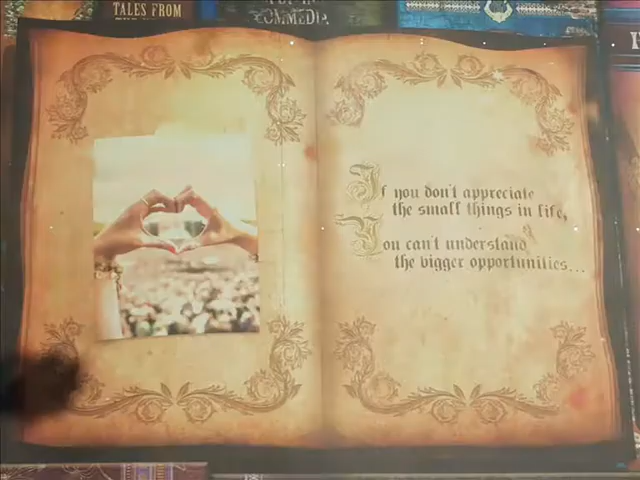 TALES FROM
COMMEDIA
If you don't appreciate
the small things in life,
You can't understand
the bigger opportunities...